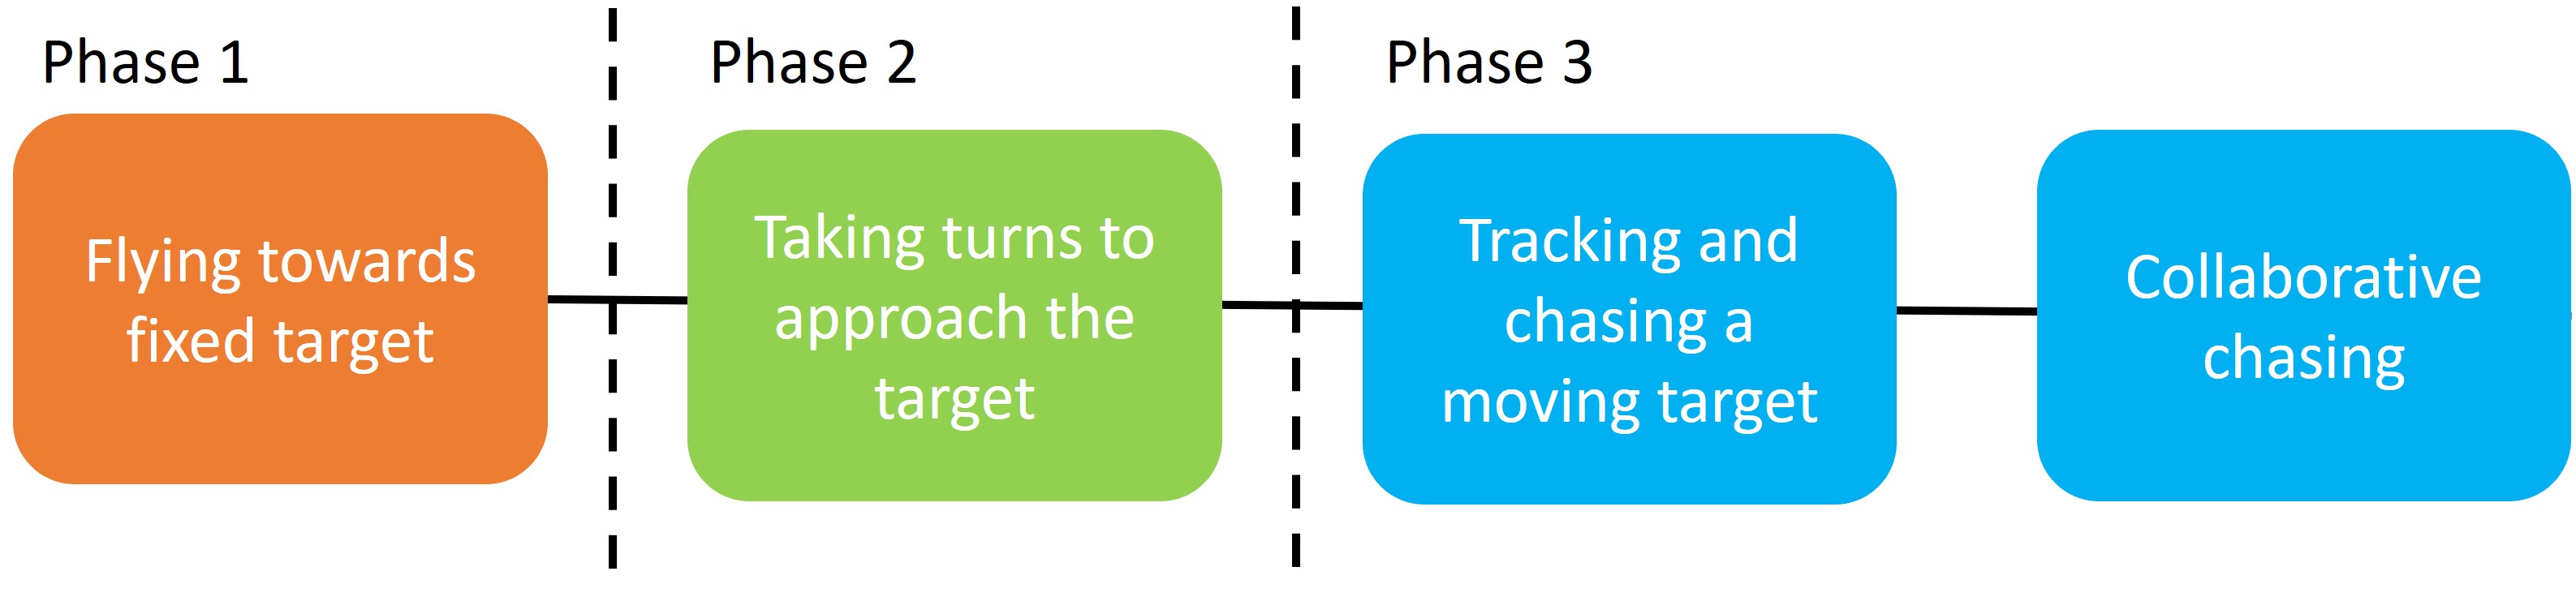 Phase 1
Flying towards
fixed target
Phase 2
Taking turns to
approach the
target
Phase 3
Tracking and
chasing a
moving target
Collaborative
chasing